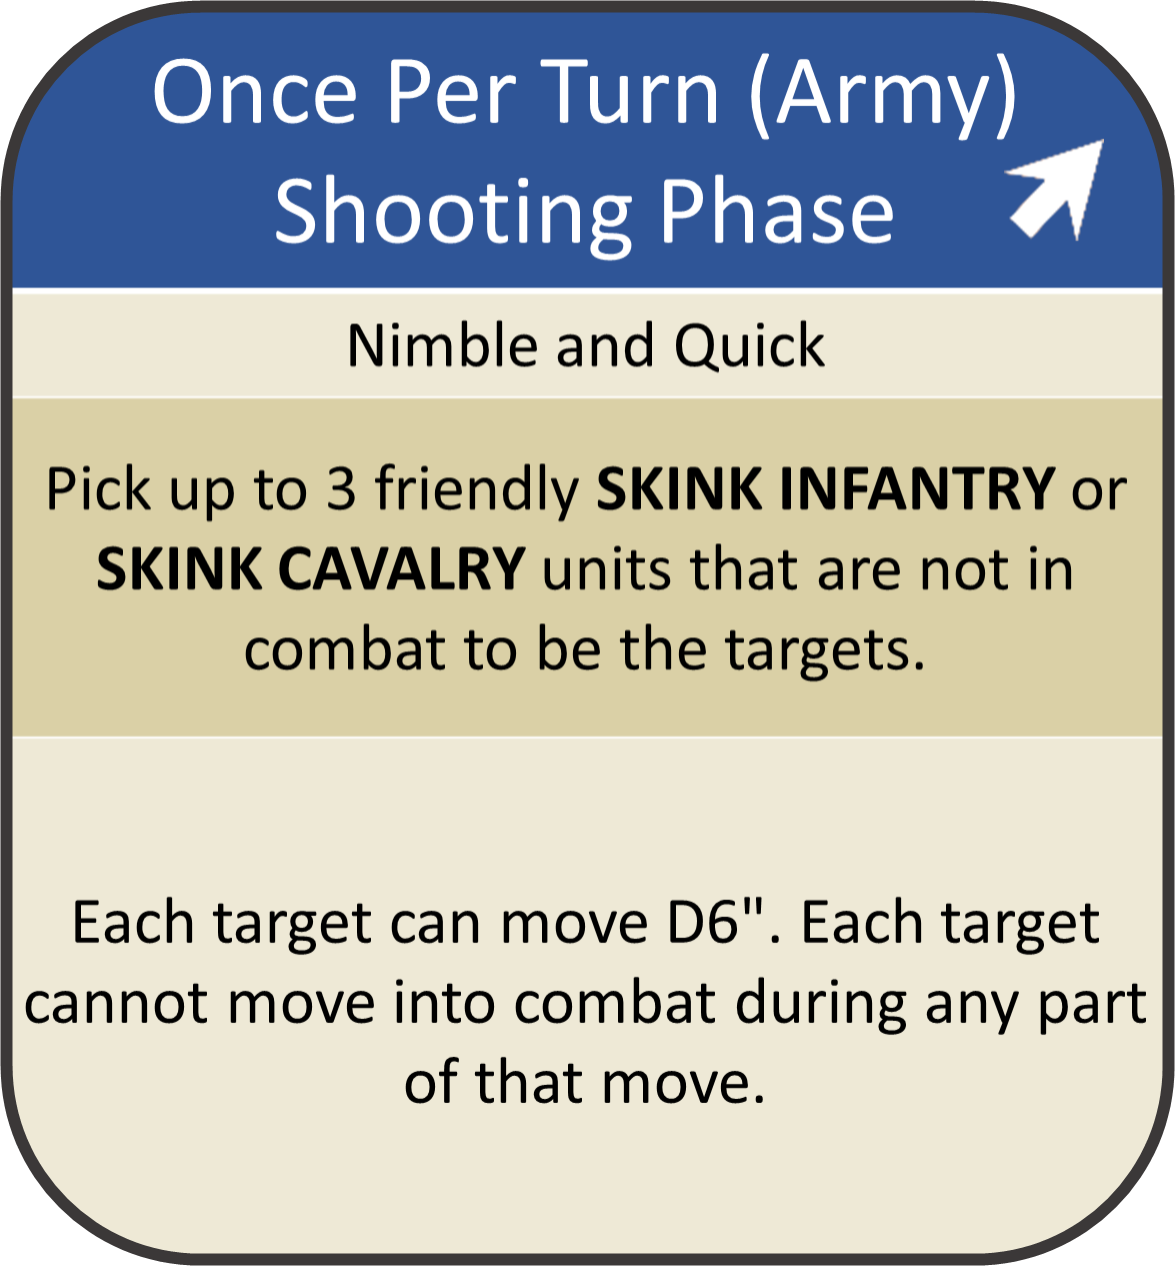 Once Per Turn (Army)
Shooting Phase
Nimble and Quick
Pick up to 3 friendly SKINK INFANTRY or
SKINK CAVALRY units that are not in
combat to be the targets.
Each target can move D6". Each target
cannot move into combat during any part
of that move.